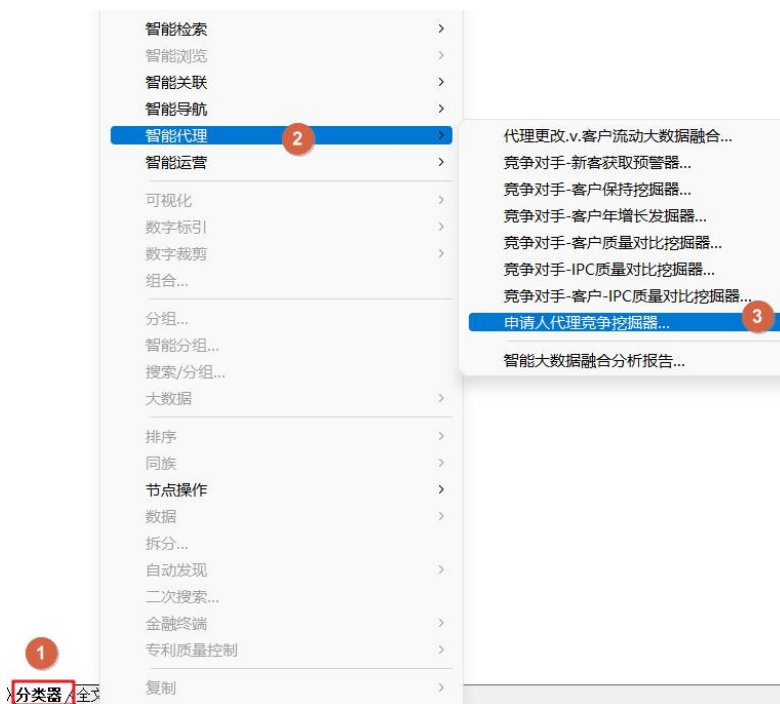 智能检索
智能浏览
智能关联
智能导航
智能代理
2
智能运营
可视化
数字标引
数字裁剪
组合...
分组...
智能分组...
搜索/分组...
大数据
排序
同族
节点操作
数据
拆分...
自动发现
二次搜索...
金融终端
专利质量控制
复制
代理更改.v.客户流动大数据融合...
竞争对手-新客获取预警器...
竞争对手-客户保持挖掘器...
竞争对手-客户年增长发掘器...
竞争对手-客户质量对比挖掘器...
竞争对手-IPC质量对比挖掘器...
竞争对手-客户-IPC质量对比挖掘器...
申请人代理竞争挖掘器...
3
智能大数据融合分析报告...
1
分类器 全文